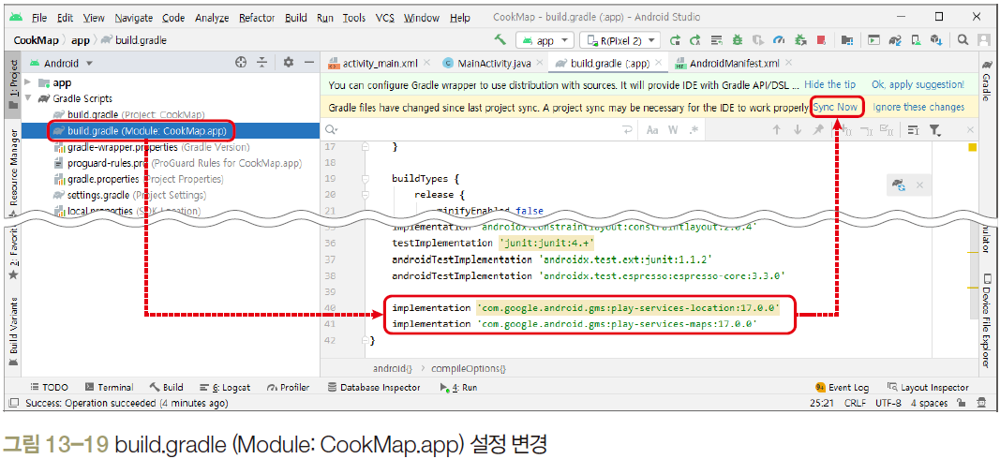 File Edit View Navigate Code Analyze Refactor Build Run Tools VCS Window Help CookMap - build.gradle (:app) - Android Studio
CookMap app build.gradle app R(Pixel 2)
Android
activity_main.xml MainActivity.java build.gradle (:app) AndroidManifest.xml
1: Project
Resource Manager
2: Favorit
Build Variants
app
Gradle Scripts
build.gradle (Project: CookMap)
build.gradle (Module: CookMap.app)
gradle-wrapper.properties (Gradle Version)
proguard-rules.pro (ProGuard Rules for CookMap.app)
gradle.properties (Project Properties)
settings.gradle (Project Settings)
local.properties (SDK Location)
You can configure Gradle wrapper to use distribution with sources. It will provide IDE with Gradle API/DSL ... Hide the tip Ok, apply suggestion!
Gradle files have changed since last project sync. A project sync may be necessary for the IDE to work properly. Sync Now Ignore these changes
Aa W .*
17 }
18
19 buildTypes {
20 release {
21 minifyEnabled false
implementation 'androidx.constraintlayout:constraintlayout:2.0.4'
36 testImplementation 'junit:junit:4.+'
37 androidTestImplementation 'androidx.test.ext:junit:1.1.2'
38 androidTestImplementation 'androidx.test.espresso:espresso-core:3.3.0'
39
40 implementation 'com.google.android.gms:play-services-location:17.0.0'
41 implementation 'com.google.android.gms:play-services-maps:17.0.0'
42 }
android{} compileOptions{}
Gradle
mulator
Device File Explorer
TODO Terminal Build 6: Logcat Profiler Database Inspector 4: Run Event Log Layout Inspector
Success: Operation succeeded (4 minutes ago) 25:21 CRLF UTF-8 4 spaces
그림 13-19 build.gradle (Module: CookMap.app) 설정 변경